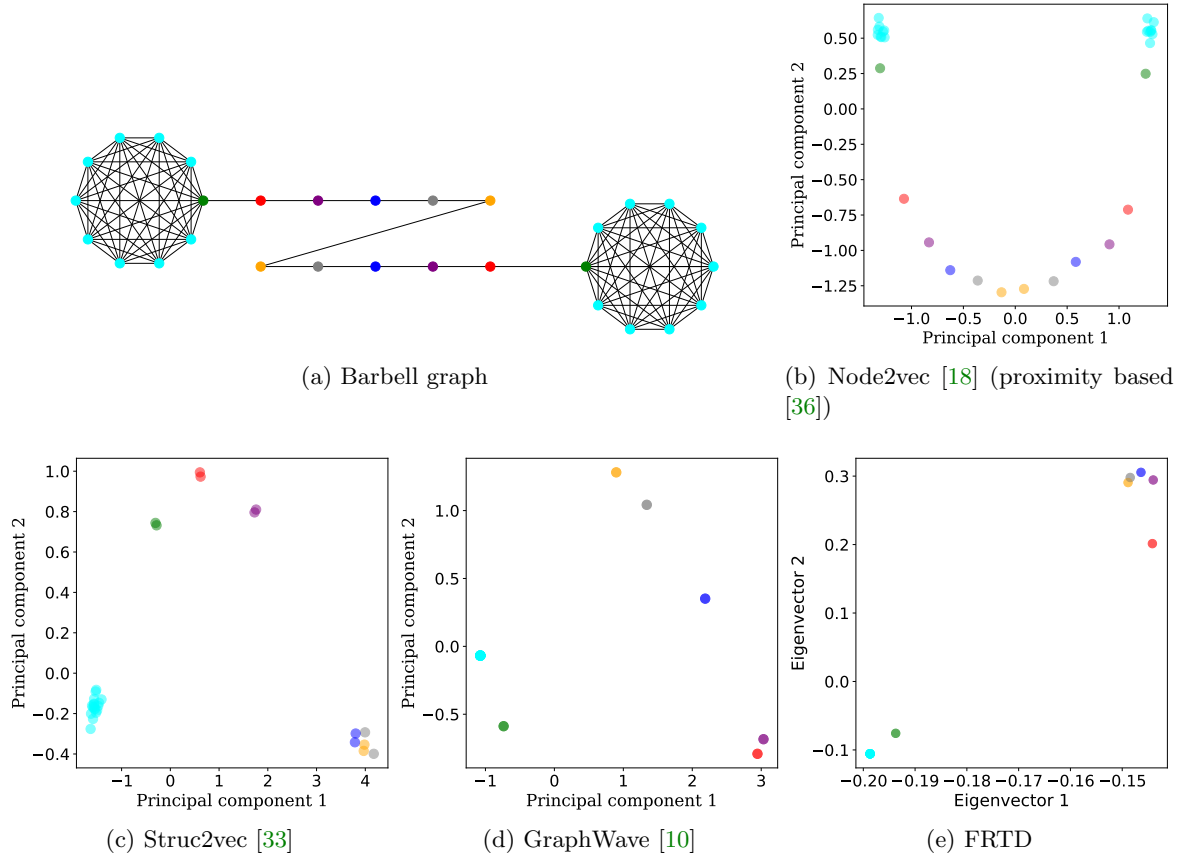 0.50
0.25
0.00
−0.25
−0.50
−0.75
−1.00
−1.25
Principal component 2
−1.0 −0.5 0.0 0.5 1.0
Principal component 1
(a) Barbell graph
(b) Node2vec [18] (proximity based
[36])
1.0
0.8
0.6
0.4
0.2
0.0
−0.2
−0.4
Principal component 2
−1 0 1 2 3 4
Principal component 1
(c) Struc2vec [33]
1.0
0.5
0.0
−0.5
Principal component 2
−1 0 1 2 3
Principal component 1
(d) GraphWave [10]
0.3
0.2
0.1
0.0
−0.1
Eigenvector 2
−0.20 −0.19 −0.18 −0.17 −0.16 −0.15
Eigenvector 1
(e) FRTD